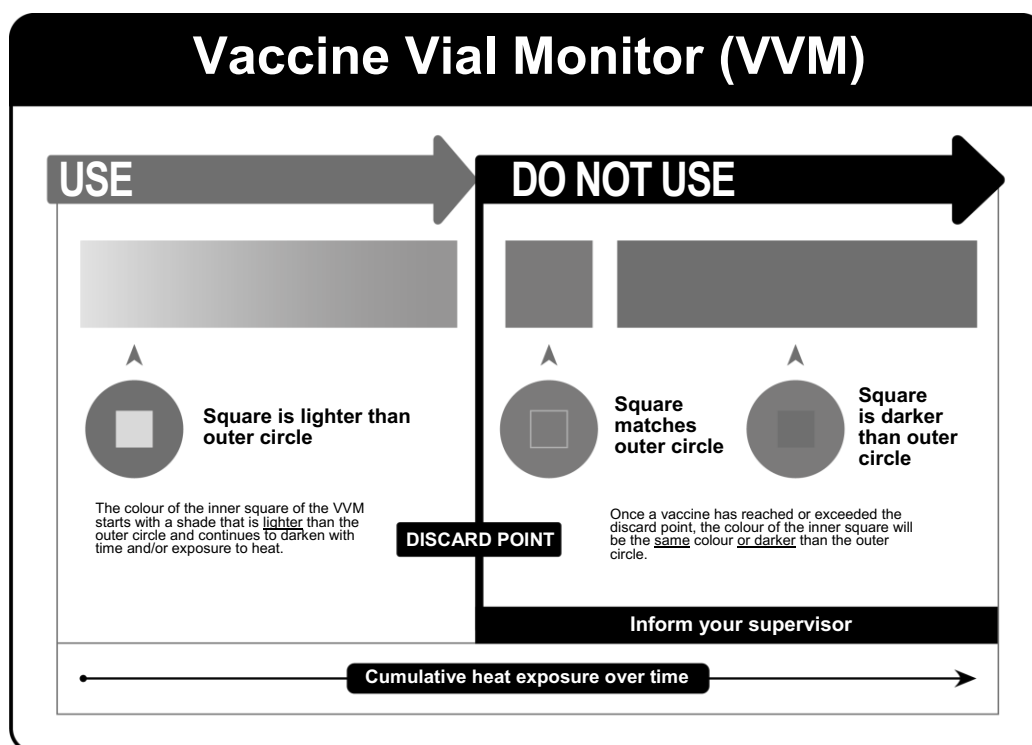 Vaccine Vial Monitor (VVM)
USE
DO NOT USE
Square is lighter than
outer circle
Square
matches
outer circle
Square
is darker
than outer
circle
The colour of the inner square of the VVM
starts with a shade that is lighter than the
outer circle and continues to darken with
time and/or exposure to heat.
DISCARD POINT
Once a vaccine has reached or exceeded the
discard point, the colour of the inner square will
be the same colour or darker than the outer
circle.
Inform your supervisor
Cumulative heat exposure over time